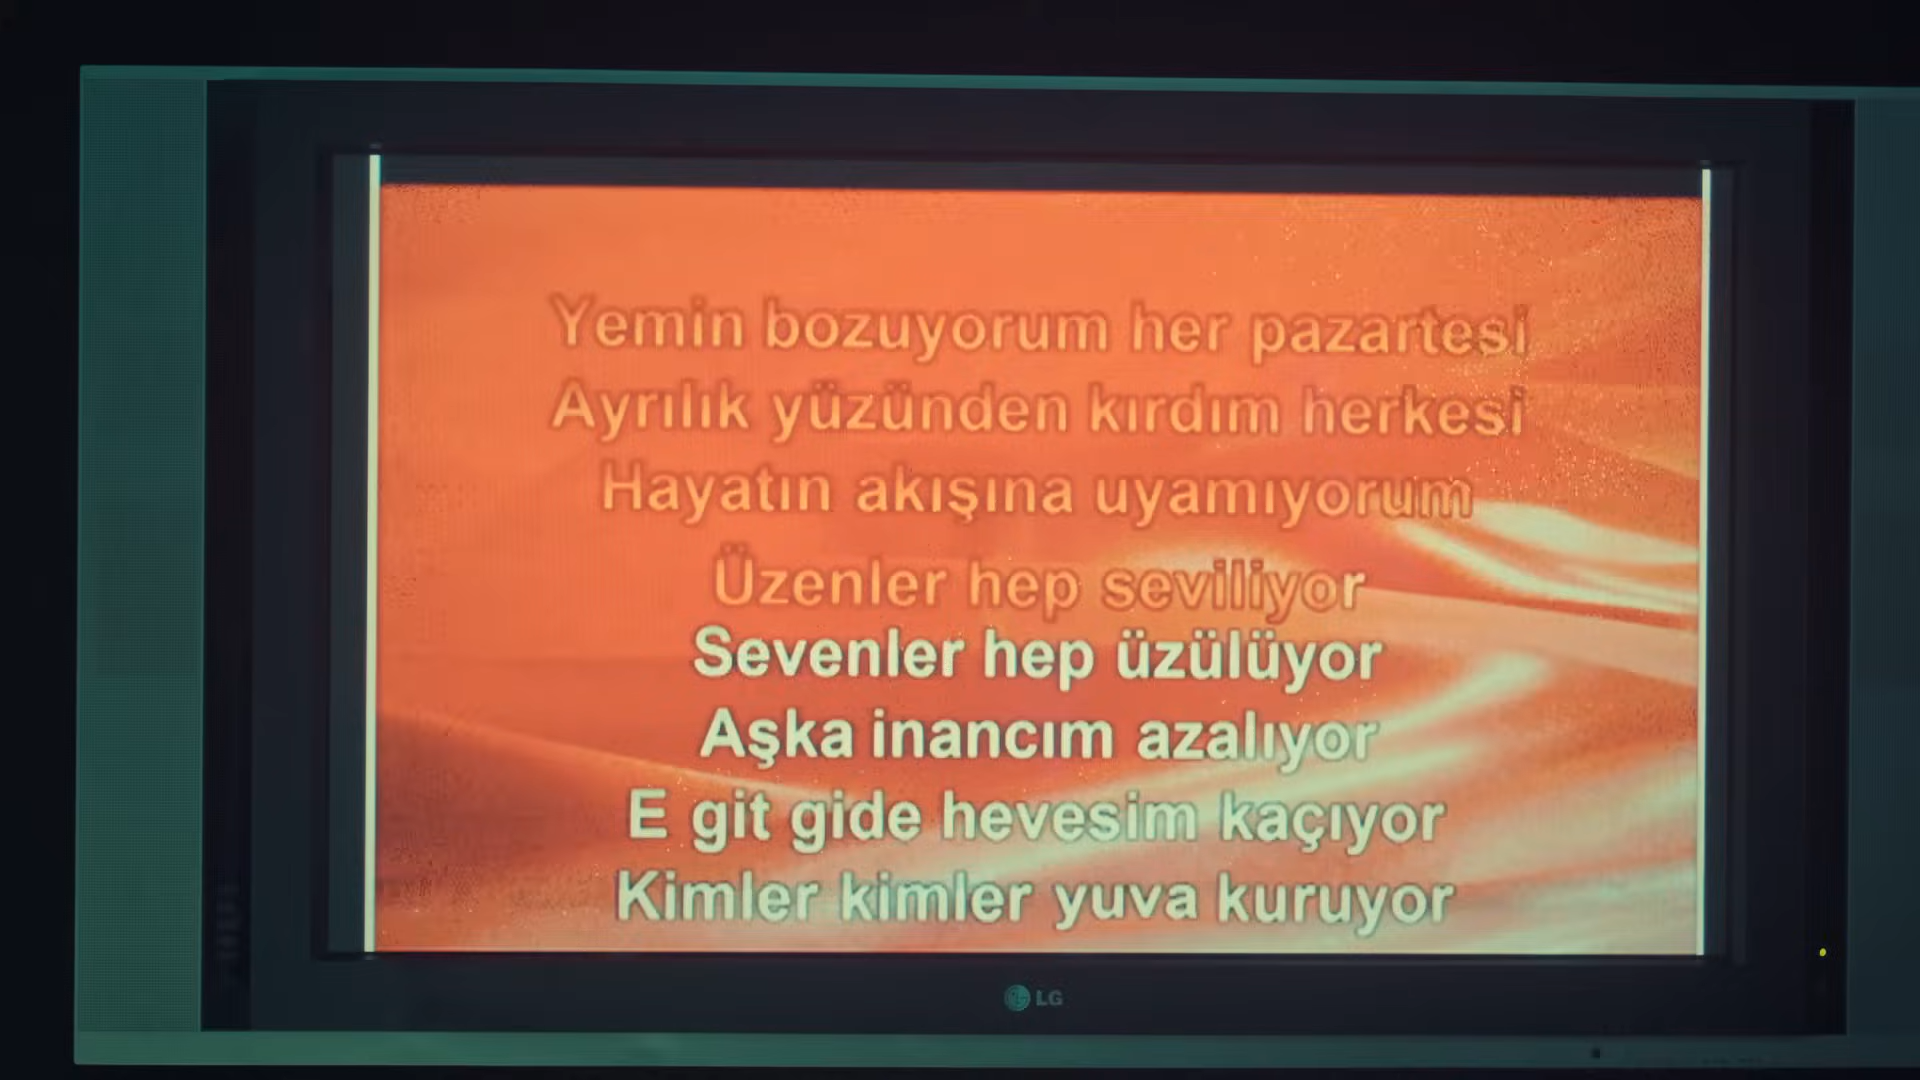 Yemin bozuyorum her pazartesi
Ayrılık yüzünden kırdım herkesi
Hayatın akışına uyamıyorum
Üzenler hep seviliyor
Sevenler hep üzülüyor
Aşka inancım azalıyor
E git gide hevesim kaçıyor
Kimler kimler yuva kuruyor
LG